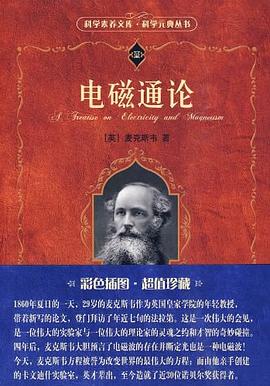 科学素养文库·科学元典丛书
电磁通论
A Treatise on Electricity and Magnetism
[英] 麦克斯韦 著
彩色插图·超值珍藏
1860年夏日的一天，29岁的麦克斯韦作为英国皇家学院的年轻教授，
带着新写的论文，登门拜访了年近七旬的法拉第。这是一次伟大的会见，
是一位伟大的实验家与一位伟大的理论家的灵魂之约和才智的奇妙碰撞。
四年后，麦克斯韦大胆预言了电磁波的存在并断定光也是一种电磁波！
今天，麦克斯韦方程被誉为改变世界的最伟大的方程；而由他亲手创建
的卡文迪什实验室，英才辈出，至今造就了近30位诺贝尔奖获得者。